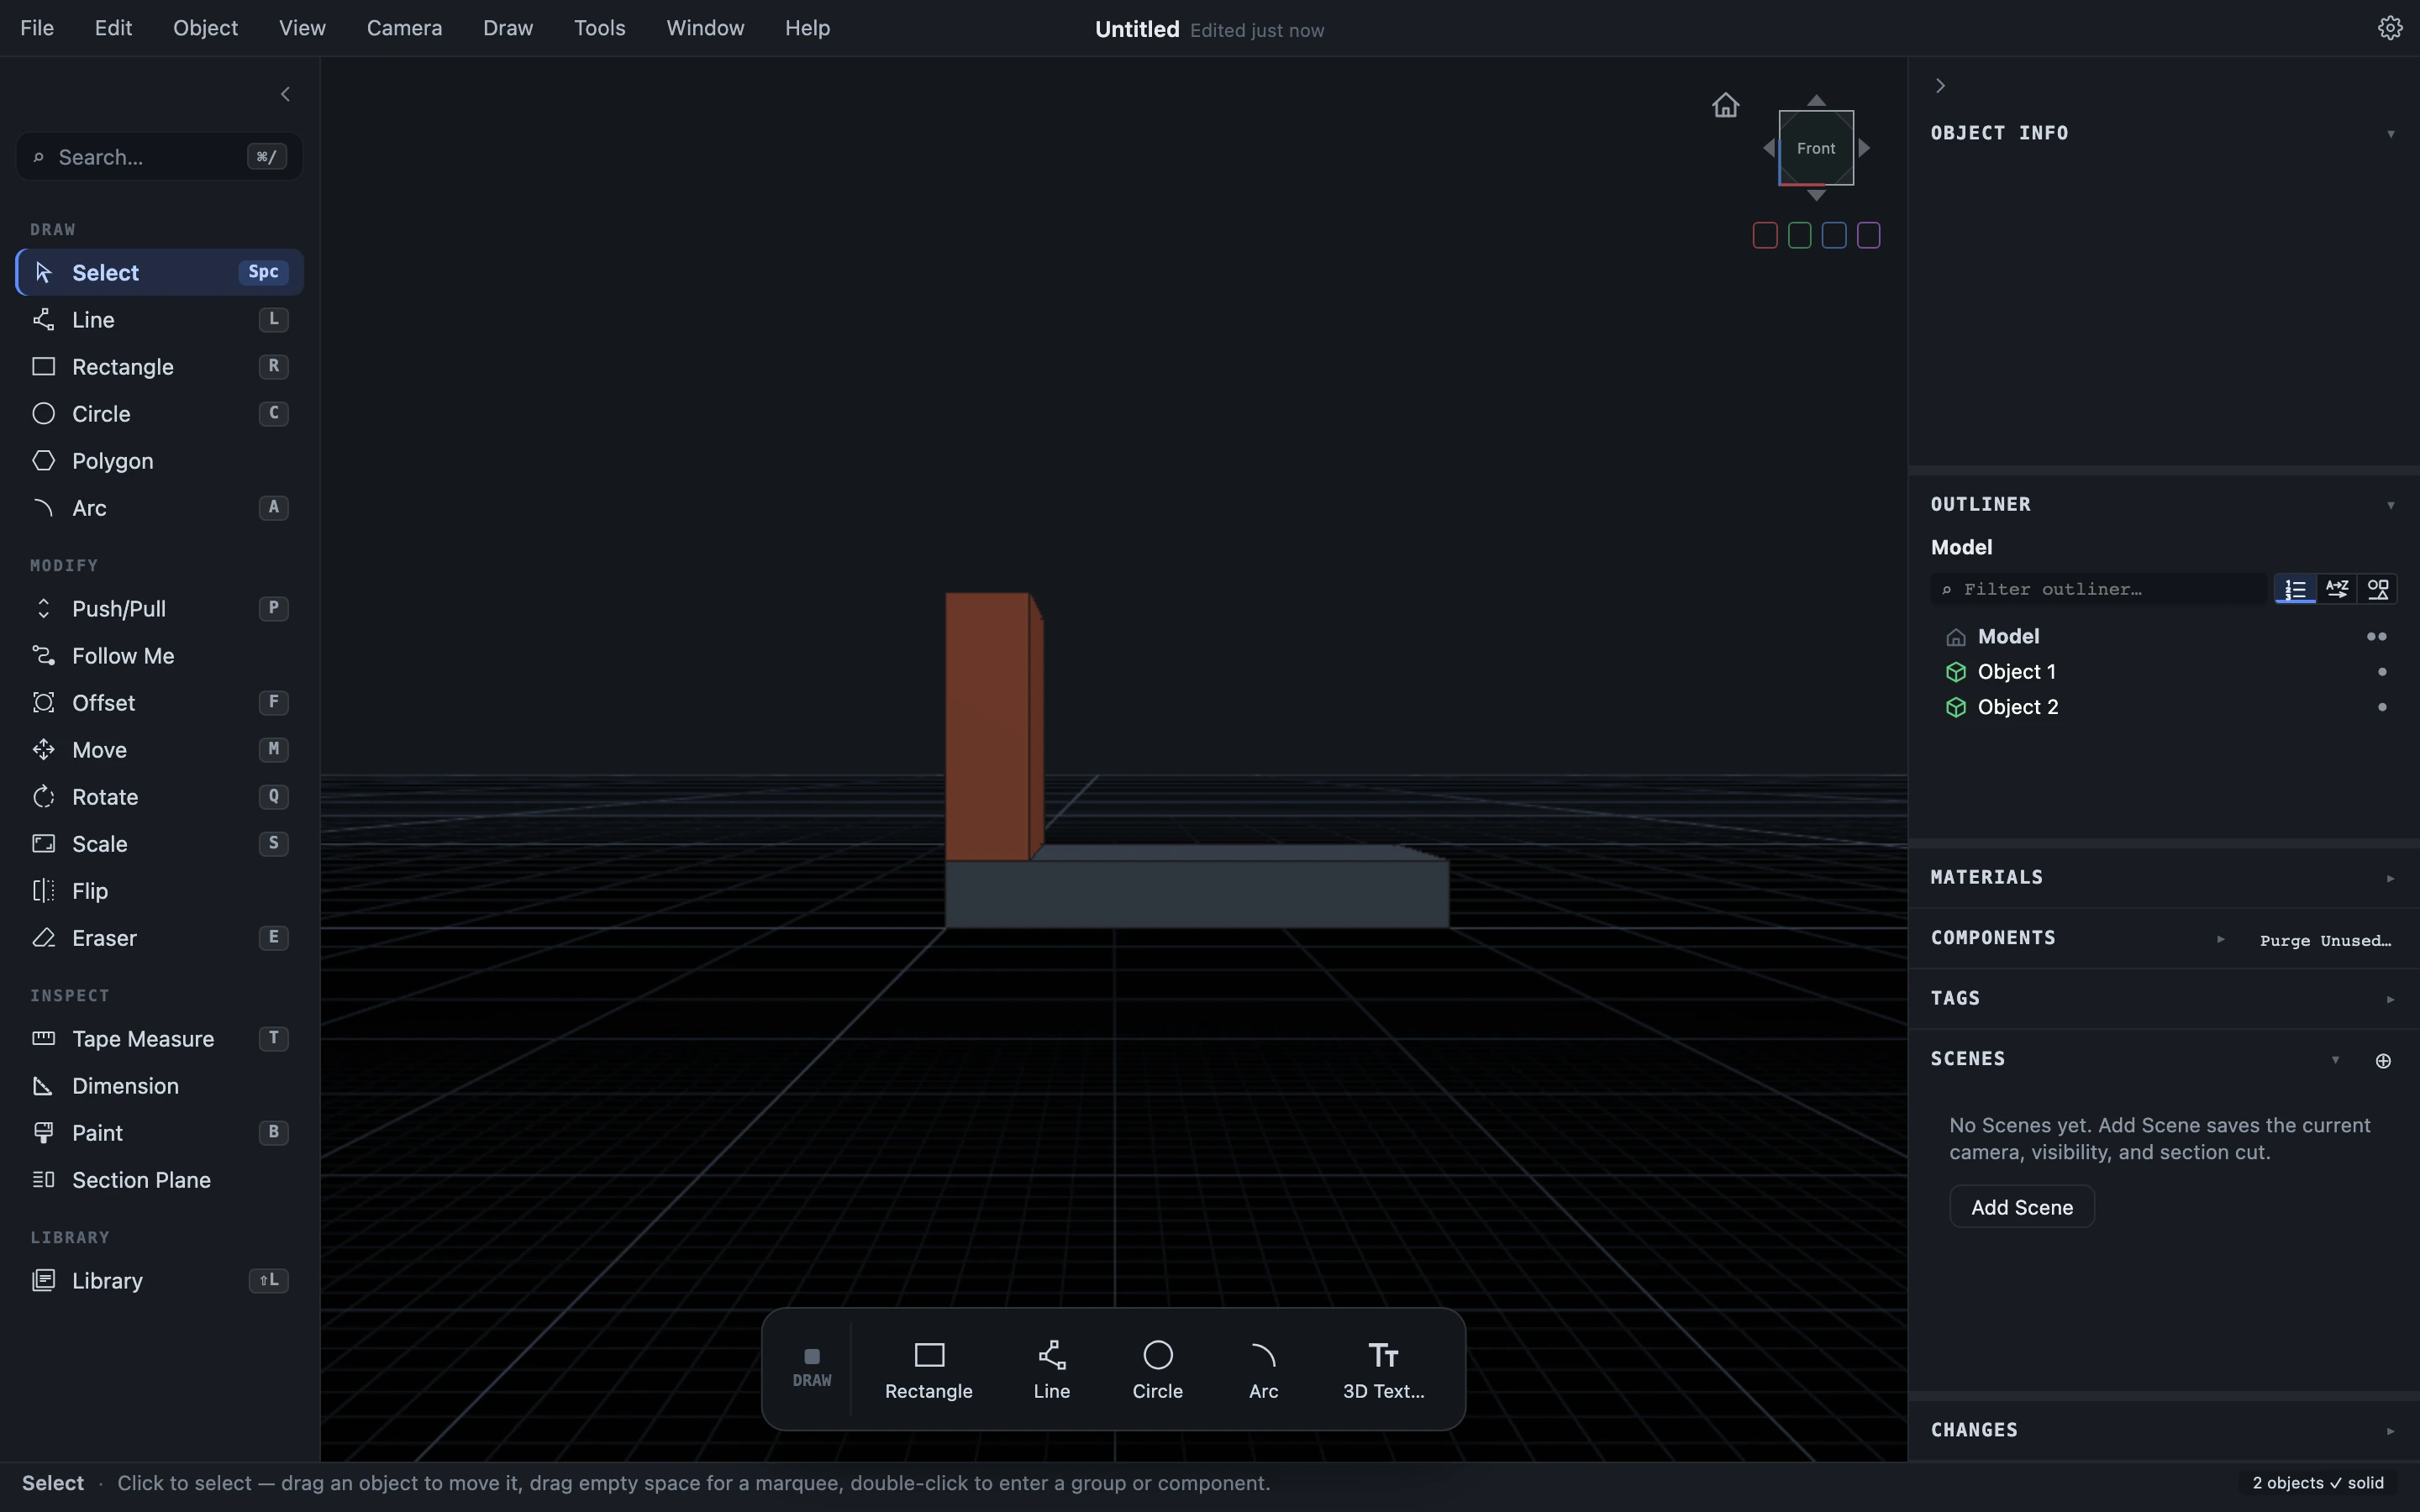 File Edit Object View Camera Draw Tools Window Help
Untitled Edited just now
Search... ⌘/
DRAW
Select Spc
Line L
Rectangle R
Circle C
Polygon
Arc A
MODIFY
Push/Pull P
Follow Me
Offset F
Move M
Rotate Q
Scale S
Flip
Eraser E
INSPECT
Tape Measure T
Dimension
Paint B
Section Plane
LIBRARY
Library ⇧L
Front
DRAW
Rectangle Line Circle Arc 3D Text...
OBJECT INFO
OUTLINER
Model
Filter outliner…
Model
Object 1
Object 2
MATERIALS
COMPONENTS Purge Unused…
TAGS
SCENES
No Scenes yet. Add Scene saves the current
camera, visibility, and section cut.
Add Scene
CHANGES
Select · Click to select — drag an object to move it, drag empty space for a marquee, double-click to enter a group or component.
2 objects ✓ solid